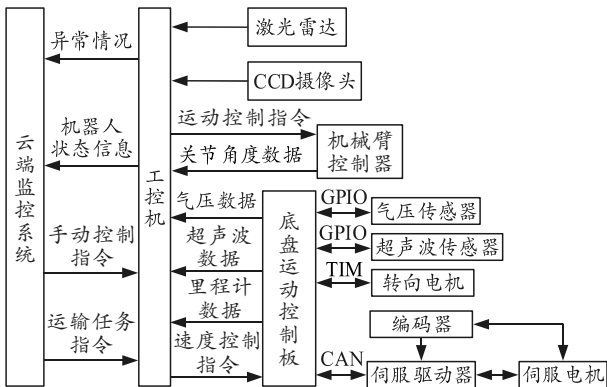 云端监控系统
异常情况
机器人
状态信息
手动控制
指令
运输任务
指令
工控机
激光雷达
CCD摄像头
运动控制指令
关节角度数据
机械臂
控制器
气压数据
超声波
数据
里程计
数据
速度控制
指令
底盘运动控制板
GPIO
气压传感器
GPIO
超声波传感器
TIM
转向电机
编码器
CAN
伺服驱动器
伺服电机